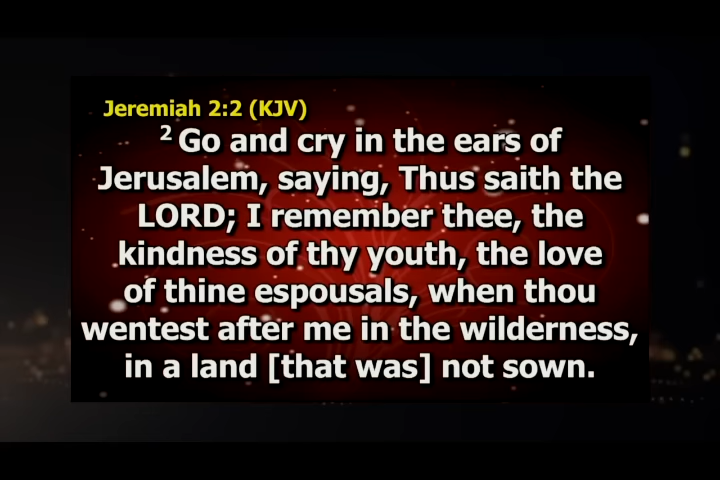 Jeremiah 2:2 (KJV)
2 Go and cry in the ears of
Jerusalem, saying, Thus saith the
LORD; I remember thee, the
kindness of thy youth, the love
of thine espousals, when thou
wentest after me in the wilderness,
in a land [that was] not sown.